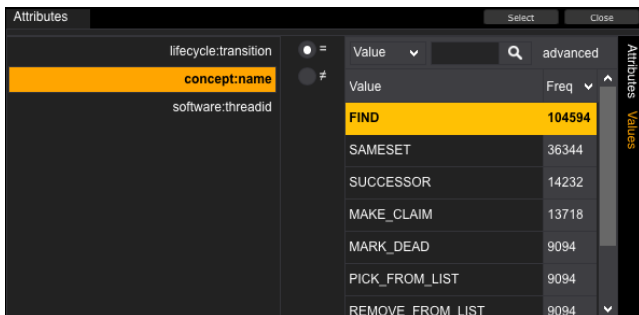 Attributes
Select
Close
lifecycle:transition
concept:name
software:threadid
=
≠
Value
advanced
Value Freq
FIND 104594
SAMESET 36344
SUCCESSOR 14232
MAKE_CLAIM 13718
MARK_DEAD 9094
PICK_FROM_LIST 9094
REMOVE_FROM_LIST 9094
Attributes Values